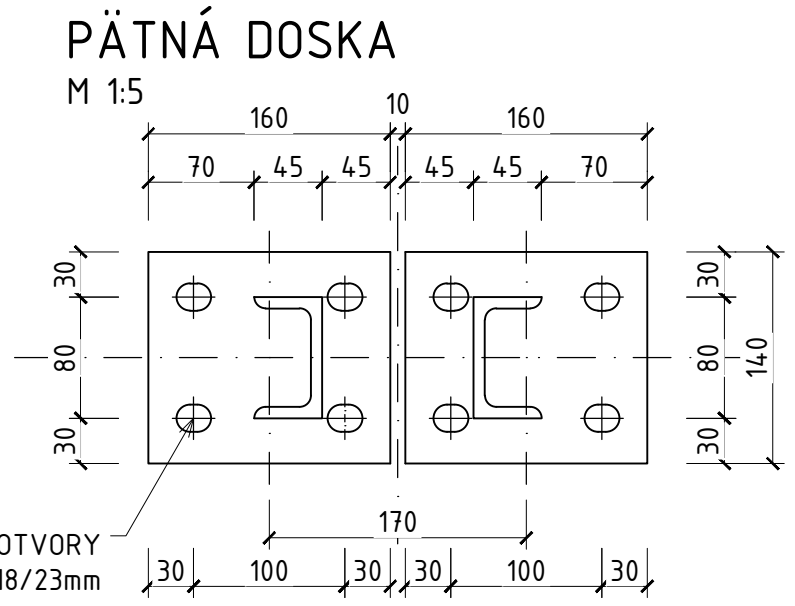 PÄTNÁ DOSKA
M 1:5
160 10 160
70 45 45 45 45 70
30 30
80 80 140
30 30
170
OTVORY
18/23mm
30 100 30 30 100 30